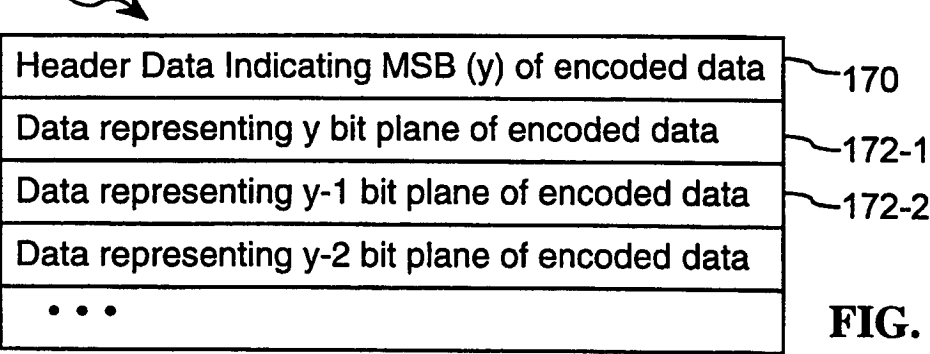 Header Data Indicating MSB (y) of encoded data 170
Data representing y bit plane of encoded data 172-1
Data representing y-1 bit plane of encoded data 172-2
Data representing y-2 bit plane of encoded data
• • •
FIG.